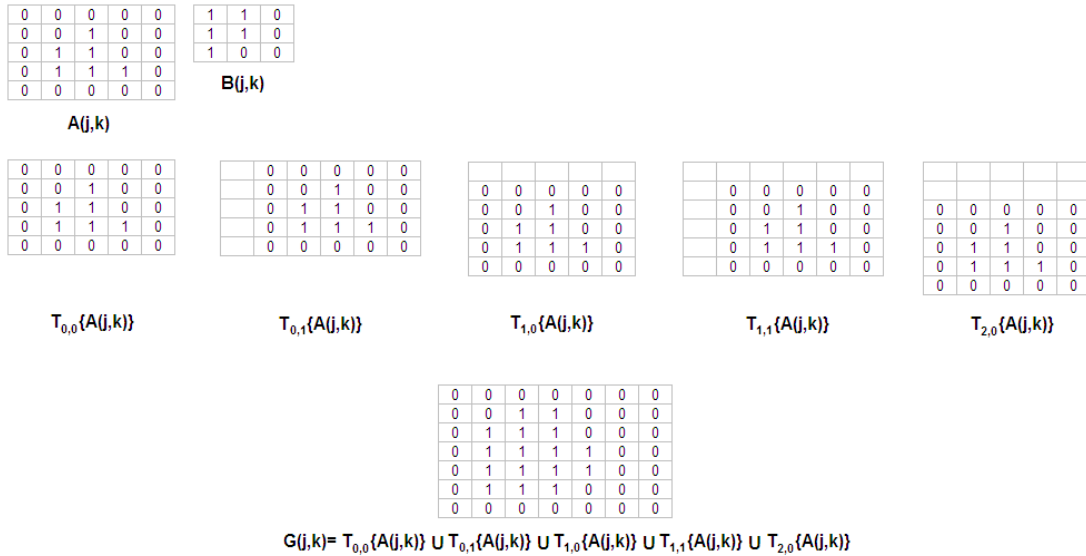 0 0 0 0 0
0 0 1 0 0
0 1 1 0 0
0 1 1 1 0
0 0 0 0 0
A(j,k)
1 1 0
1 1 0
1 0 0
B(j,k)
0 0 0 0 0
0 0 1 0 0
0 1 1 0 0
0 1 1 1 0
0 0 0 0 0
T0,0{A(j,k)}
0 0 0 0 0
0 0 1 0 0
0 1 1 0 0
0 1 1 1 0
0 0 0 0 0
T0,1{A(j,k)}
0 0 0 0 0
0 0 1 0 0
0 1 1 0 0
0 1 1 1 0
0 0 0 0 0
T1,0{A(j,k)}
0 0 0 0 0
0 0 1 0 0
0 1 1 0 0
0 1 1 1 0
0 0 0 0 0
T1,1{A(j,k)}
0 0 0 0 0
0 0 1 0 0
0 1 1 0 0
0 1 1 1 0
0 0 0 0 0
T2,0{A(j,k)}
0 0 0 0 0 0 0
0 0 1 1 0 0 0
0 1 1 1 0 0 0
0 1 1 1 1 0 0
0 1 1 1 1 0 0
0 1 1 1 0 0 0
0 0 0 0 0 0 0
G(j,k)= T0,0{A(j,k)} U T0,1{A(j,k)} U T1,0{A(j,k)} U T1,1{A(j,k)} U T2,0{A(j,k)}